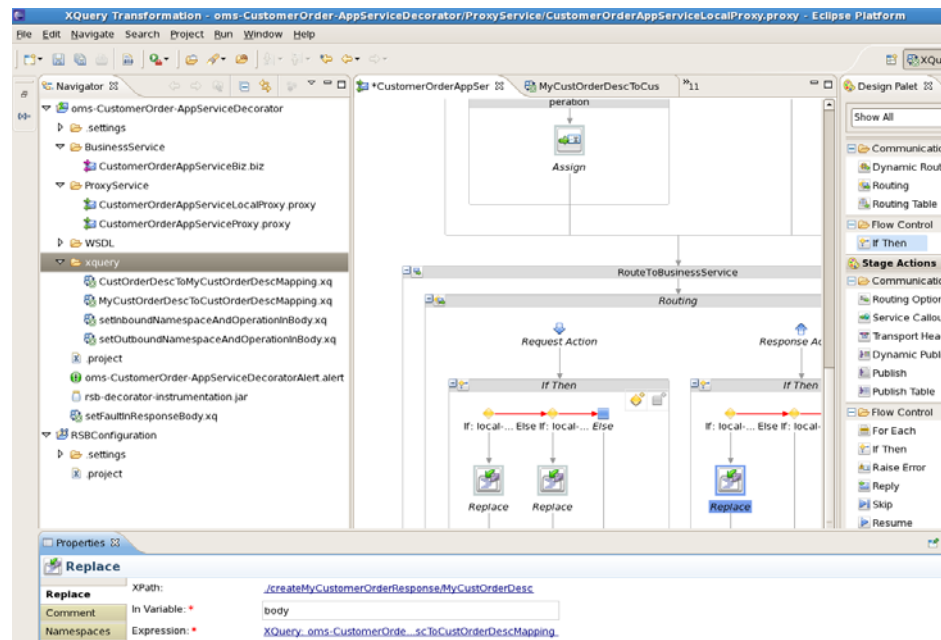 XQuery Transformation - oms-CustomerOrder-AppServiceDecorator/ProxyService/CustomerOrderAppServiceLocalProxy.proxy - Eclipse Platform
File Edit Navigate Search Project Run Window Help
XQu
Navigator
oms-CustomerOrder-AppServiceDecorator
.settings
BusinessService
CustomerOrderAppServiceBiz.biz
ProxyService
CustomerOrderAppServiceLocalProxy.proxy
CustomerOrderAppServiceProxy.proxy
WSDL
xquery
CustOrderDescToMyCustOrderDescMapping.xq
MyCustOrderDescToCustOrderDescMapping.xq
setInboundNamespaceAndOperationInBody.xq
setOutboundNamespaceAndOperationInBody.xq
.project
oms-CustomerOrder-AppServiceDecoratorAlert.alert
rsb-decorator-instrumentation.jar
setFaultInResponseBody.xq
RSBConfiguration
.settings
.project
*CustomerOrderAppSer
MyCustOrderDescToCus
»11
peration
Assign
RouteToBusinessService
Routing
Request Action
Response Ac
If Then
If Then
If: local-... Else If: local-... Else
If: local-... Else If: local-
Replace
Replace
Replace
Design Palet
Show All
Communicatio
Dynamic Rout
Routing
Routing Table
Flow Control
If Then
Stage Actions
Communicatio
Routing Option
Service Callou
Transport Hea
Dynamic Publ
Publish
Publish Table
Flow Control
For Each
If Then
Raise Error
Reply
Skip
Resume
Properties
Replace
Replace
Comment
Namespaces
XPath: ./createMyCustomerOrderResponse/MyCustOrderDesc
In Variable: * body
Expression: * XQuery: oms-CustomerOrde...scToCustOrderDescMapping